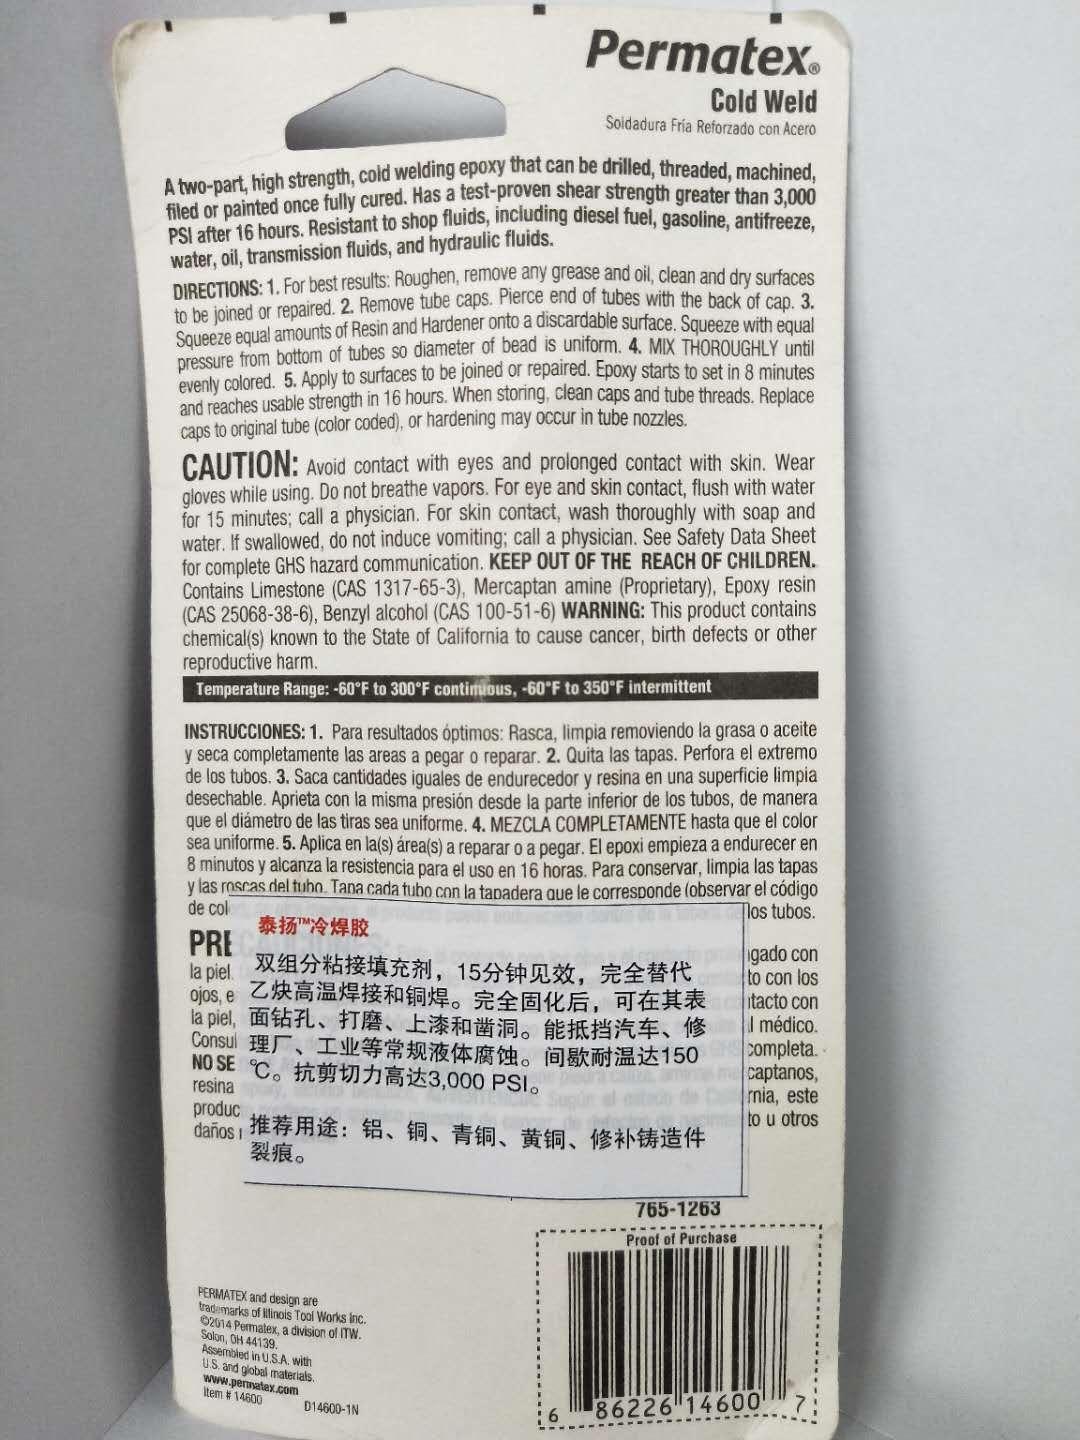 Permatex®
Cold Weld
Soldadura Fría Reforzado con Acero
A two-part, high strength, cold welding epoxy that can be drilled, threaded, machined,
filed or painted once fully cured. Has a test-proven shear strength greater than 3,000
PSI after 16 hours. Resistant to shop fluids, including diesel fuel, gasoline, antifreeze,
water, oil, transmission fluids, and hydraulic fluids.
DIRECTIONS: 1. For best results: Roughen, remove any grease and oil, clean and dry surfaces
to be joined or repaired. 2. Remove tube caps. Pierce end of tubes with the back of cap. 3.
Squeeze equal amounts of Resin and Hardener onto a discardable surface. Squeeze with equal
pressure from bottom of tubes so diameter of bead is uniform. 4. MIX THOROUGHLY until
evenly colored. 5. Apply to surfaces to be joined or repaired. Epoxy starts to set in 8 minutes
and reaches usable strength in 16 hours. When storing, clean caps and tube threads. Replace
caps to original tube (color coded), or hardening may occur in tube nozzles.
CAUTION: Avoid contact with eyes and prolonged contact with skin. Wear
gloves while using. Do not breathe vapors. For eye and skin contact, flush with water
for 15 minutes; call a physician. For skin contact, wash thoroughly with soap and
water. If swallowed, do not induce vomiting; call a physician. See Safety Data Sheet
for complete GHS hazard communication. KEEP OUT OF THE REACH OF CHILDREN.
Contains Limestone (CAS 1317-65-3), Mercaptan amine (Proprietary), Epoxy resin
(CAS 25068-38-6), Benzyl alcohol (CAS 100-51-6) WARNING: This product contains
chemical(s) known to the State of California to cause cancer, birth defects or other
reproductive harm.
Temperature Range: -60°F to 300°F continuous, -60°F to 350°F intermittent
INSTRUCCIONES: 1. Para resultados óptimos: Rasca, limpia removiendo la grasa o aceite
y seca completamente las areas a pegar o reparar. 2. Quita las tapas. Perfora el extremo
de los tubos. 3. Saca cantidades iguales de endurecedor y resina en una superficie limpia
desechable. Aprieta con la misma presión desde la parte inferior de los tubos, de manera
que el diámetro de las tiras sea uniforme. 4. MEZCLA COMPLETAMENTE hasta que el color
sea uniforme. 5. Aplica en la(s) área(s) a reparar o a pegar. El epoxi empieza a endurecer en
8 minutos y alcanza la resistencia para el uso en 16 horas. Para conservar, limpia las tapas
y las roscas del tubo. Tapa cada tubo con la tapadera que le corresponde (observar el código
de col los tubos.
PRE gado con
la piel. to con los
ojos, e tacto con
la piel, l médico.
Consul completa.
NO SE captanos,
resina rnia, este
produc to u otros
daños
泰扬™冷焊胶
双组分粘接填充剂，15分钟见效，完全替代
乙炔高温焊接和铜焊。完全固化后，可在其表
面钻孔、打磨、上漆和凿洞。能抵挡汽车、修
理厂、工业等常规液体腐蚀。间歇耐温达150
℃。抗剪切力高达3,000 PSI。
推荐用途：铝、铜、青铜、黄铜、修补铸造件
裂痕。
765-1263
Proof of Purchase
PERMATEX and design are
trademarks of Illinois Tool Works Inc.
©2014 Permatex, a division of ITW.
Solon, OH 44139.
Assembled in U.S.A. with
U.S. and global materials.
www.permatex.com
Item # 14600
D14600-1N
6 86226 14600 7